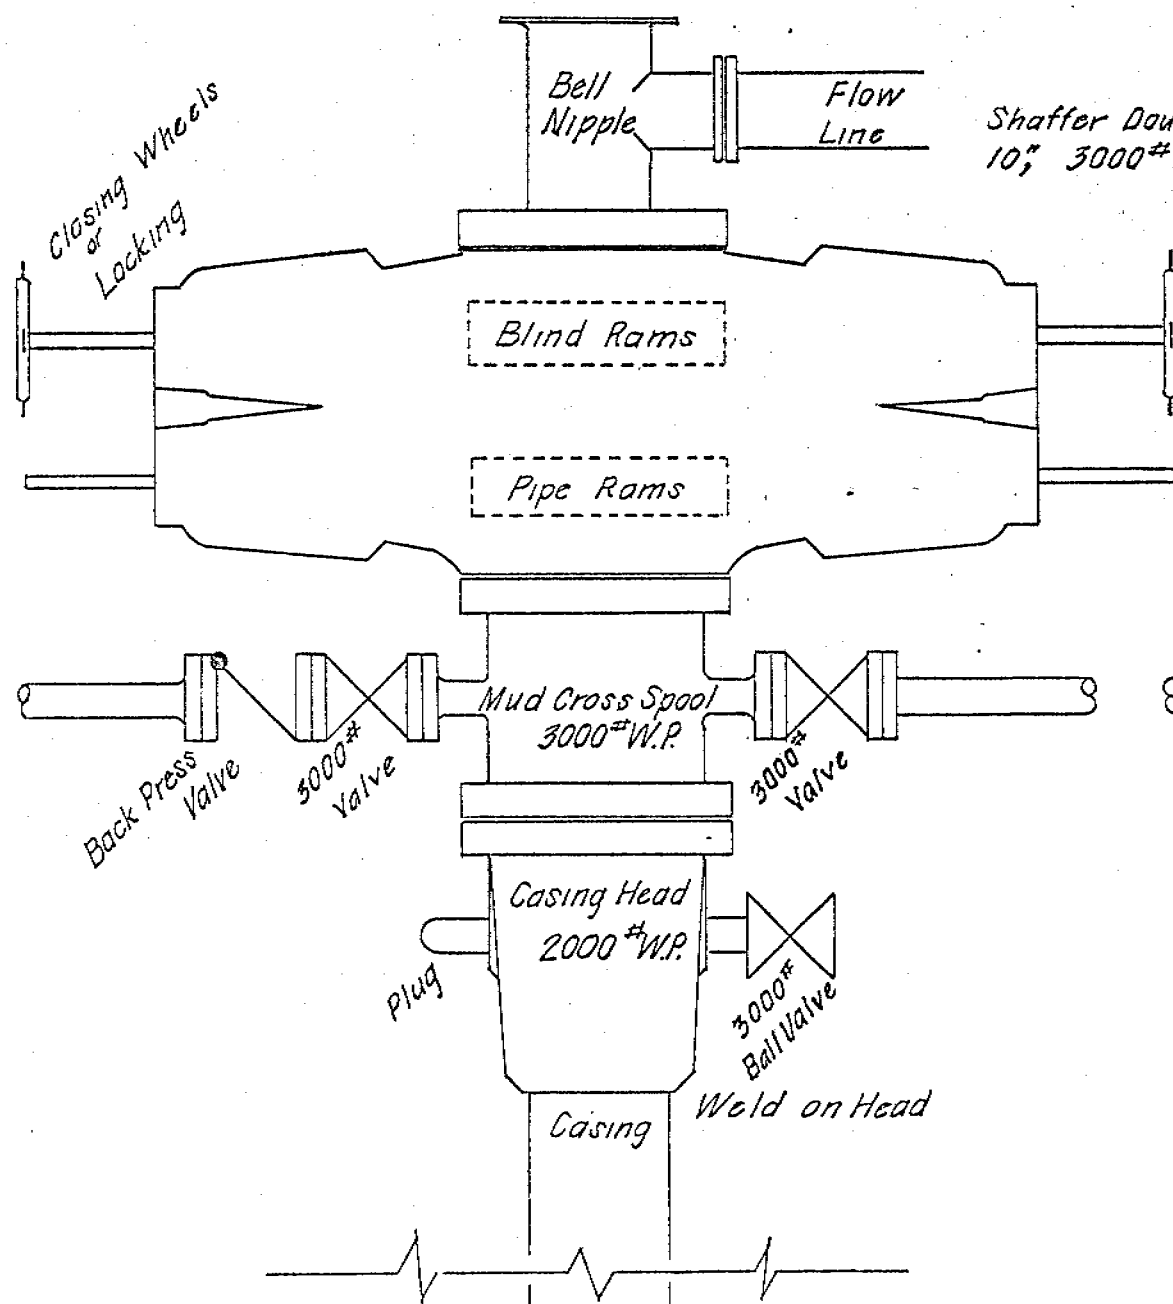 Bell
Nipple
Flow
Line
Shaffer
10", 3000#
Closing Wheels
or
Locking
Blind Rams
Pipe Rams
Mud Cross Spool
3000# W.P.
Back Press
Valve
3000#
Valve
3000#
Valve
Casing Head
2000# W.P.
Plug
3000#
Ball Valve
Weld on Head
Casing